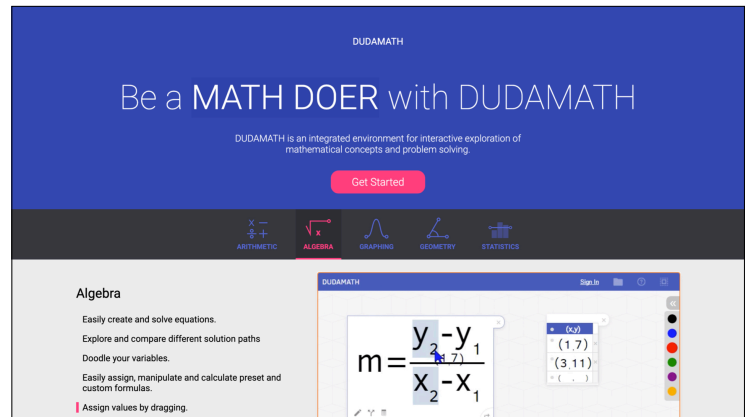 DUDAMATH
Be a MATH DOER with DUDAMATH
DUDAMATH is an integrated environment for interactive exploration of
mathematical concepts and problem solving.
Get Started
ARITHMETIC
ALGEBRA
GRAPHING
GEOMETRY
STATISTICS
Algebra
Easily create and solve equations.
Explore and compare different solution paths
Doodle your variables.
Easily assign, manipulate and calculate preset and
custom formulas.
Assign values by dragging.
DUDAMATH
Sign In
m = y₂-y₁
x₂-x₁
(x,y)
(1,7)
(3,11)
( , )